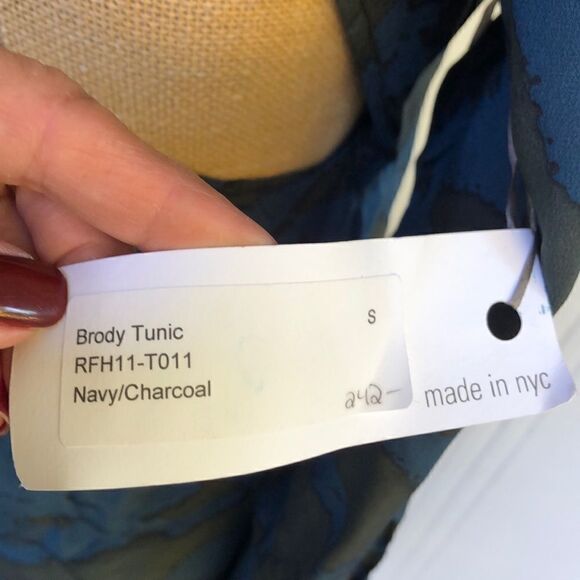 Brody Tunic S
RFH11-T011
Navy/Charcoal
242-
made in nyc